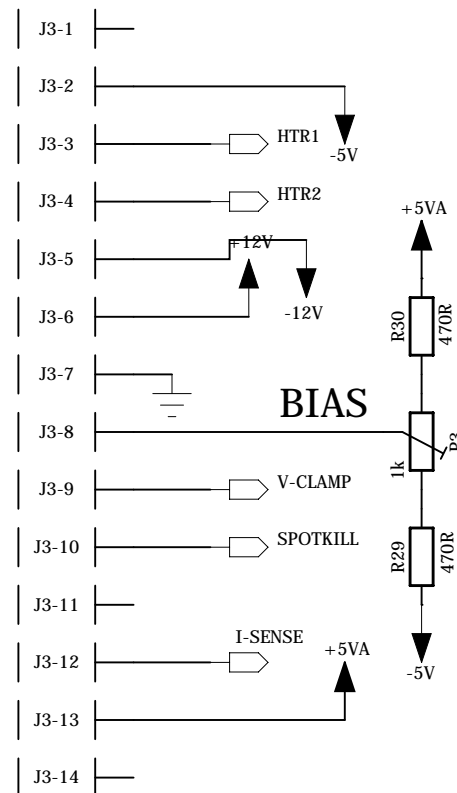 J3-1
J3-2
-5V
J3-3
HTR1
J3-4
HTR2
+5VA
J3-5
+12V
-12V
J3-6
R30
470R
J3-7
BIAS
J3-8
1k
J3-9
V-CLAMP
J3-10
SPOTKILL
R29
470R
J3-11
J3-12
I-SENSE
+5VA
-5V
J3-13
J3-14